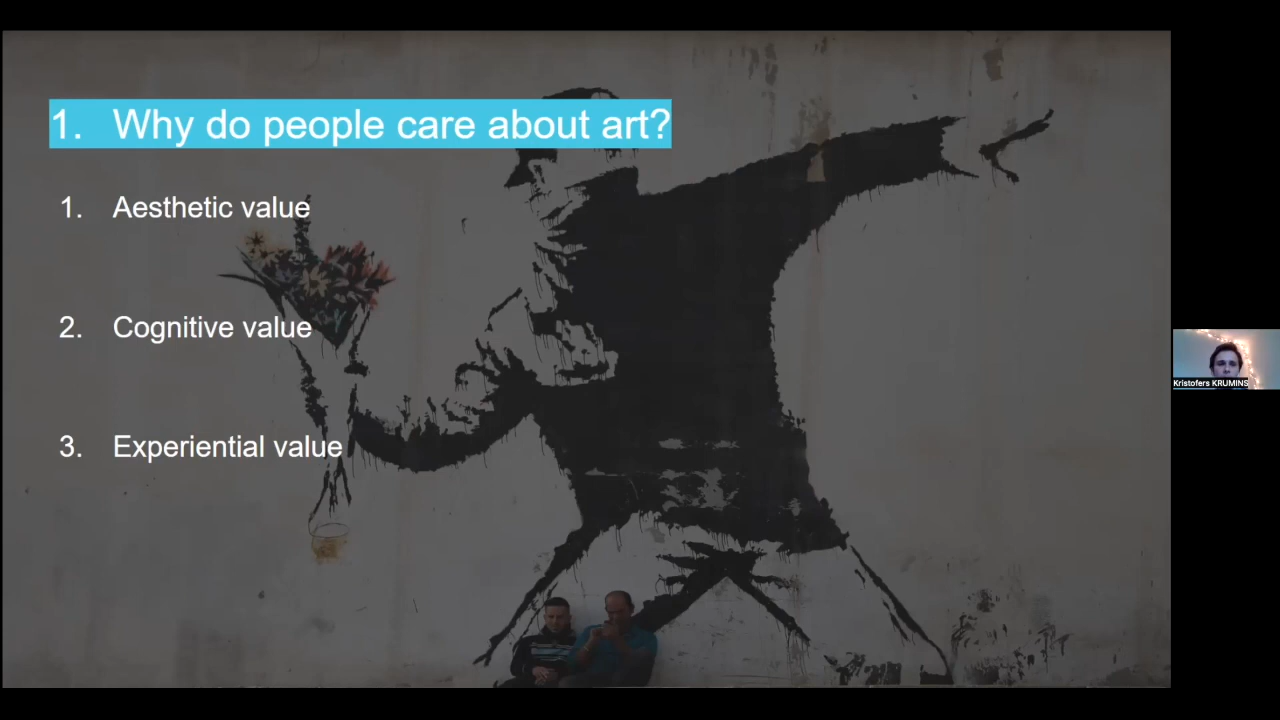 1. Why do people care about art?
1. Aesthetic value
2. Cognitive value
3. Experiential value
Kristofers KRUMINS